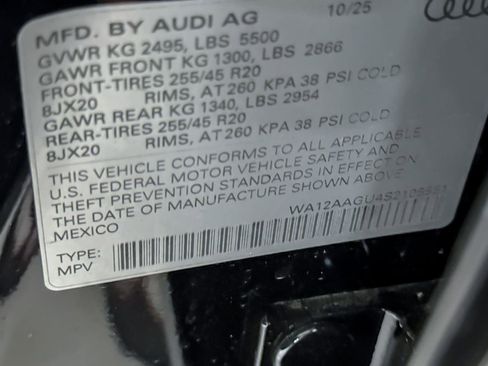 MFD. BY AUDI AG 10/25
GVWR KG 2495, LBS 5500
GAWR FRONT KG 1300, LBS 2866
FRONT-TIRES 255/45 R20
8JX20 RIMS, AT 260 KPA 38 PSI COLD
GAWR REAR KG 1340, LBS 2954
REAR-TIRES 255/45 R20
8JX20 RIMS, AT 260 KPA 38 PSI COLD
THIS VEHICLE CONFORMS TO ALL APPLICABLE
U.S. FEDERAL MOTOR VEHICLE SAFETY AND
THEFT PREVENTION STANDARDS IN EFFECT ON
THE DATE OF MANUFACTURE SHOWN ABOVE
MEXICO
TYPE:
MPV